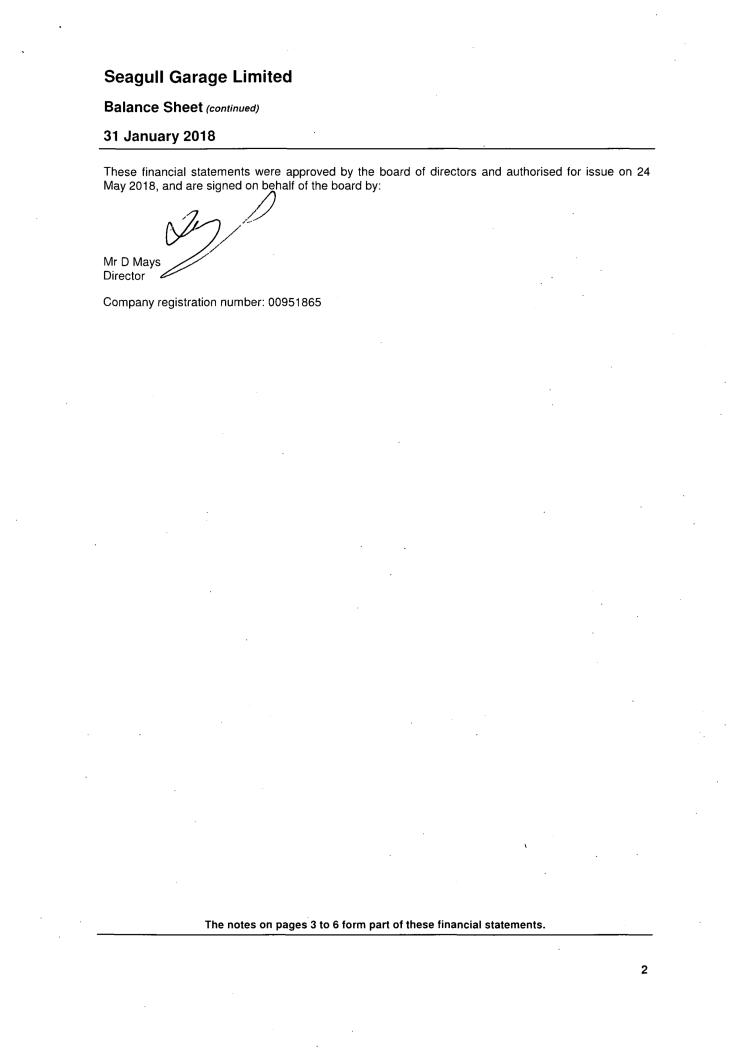 Seagull Garage Limited
Balance Sheet (continued)
31 January 2018
These financial statements were approved by the board of directors and authorised for issue on 24
May 2018, and are signed on behalf of the board by:
Mr D Mays
Director
Company registration number: 00951865
The notes on pages 3 to 6 form part of these financial statements.
2